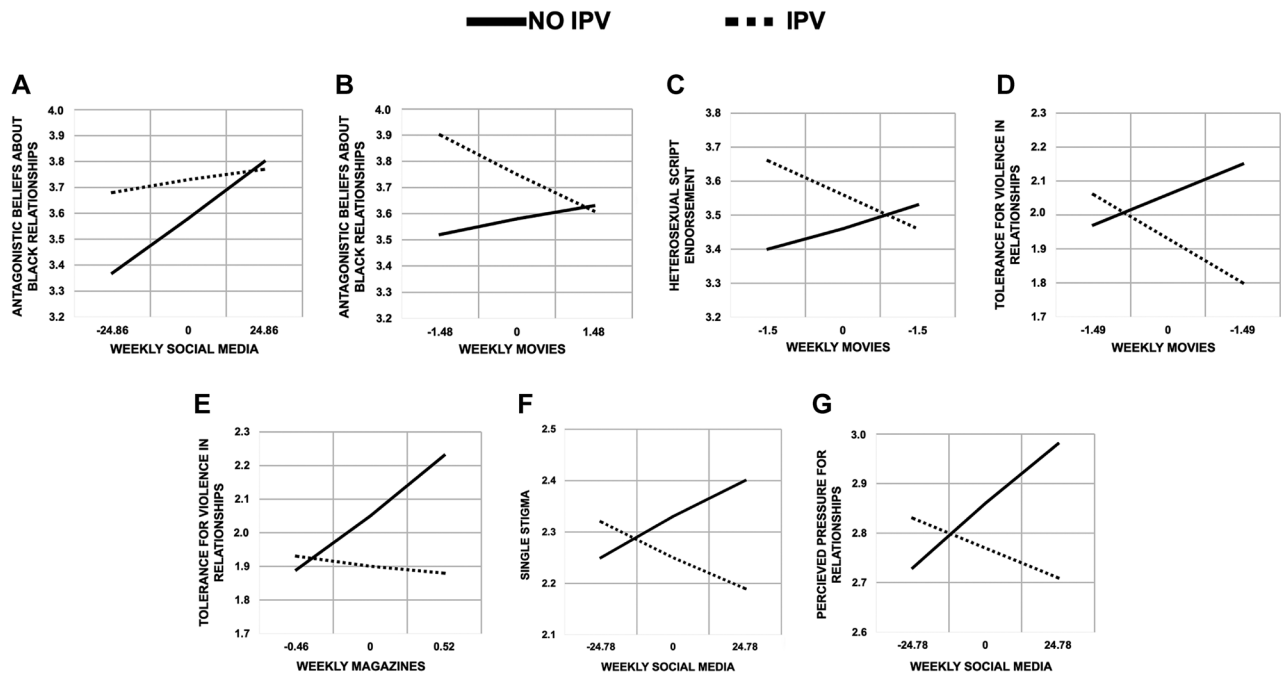 NO IPV IPV
A
ANTAGONISTIC BELIEFS ABOUT
BLACK RELATIONSHIPS
4.0
3.9
3.8
3.7
3.6
3.5
3.4
3.3
3.2
-24.86 0 24.86
WEEKLY SOCIAL MEDIA
B
ANTAGONISTIC BELIEFS ABOUT
BLACK RELATIONSHIPS
4.0
3.9
3.8
3.7
3.6
3.5
3.4
3.3
3.2
-1.48 0 1.48
WEEKLY MOVIES
C
HETEROSEXUAL SCRIPT
ENDORSEMENT
3.8
3.7
3.6
3.5
3.4
3.3
3.2
-1.5 0 -1.5
WEEKLY MOVIES
D
TOLERANCE FOR VIOLENCE IN
RELATIONSHIPS
2.3
2.2
2.1
2.0
1.9
1.8
1.7
-1.49 0 -1.49
WEEKLY MOVIES
E
TOLERANCE FOR VIOLENCE IN
RELATIONSHIPS
2.3
2.2
2.1
2.0
1.9
1.8
1.7
-0.46 0 0.52
WEEKLY MAGAZINES
F
SINGLE STIGMA
2.5
2.4
2.3
2.2
2.1
-24.78 0 24.78
WEEKLY SOCIAL MEDIA
G
PERCIEVED PRESSURE FOR
RELATIONSHIPS
3.0
2.9
2.8
2.7
2.6
-24.78 0 24.78
WEEKLY SOCIAL MEDIA